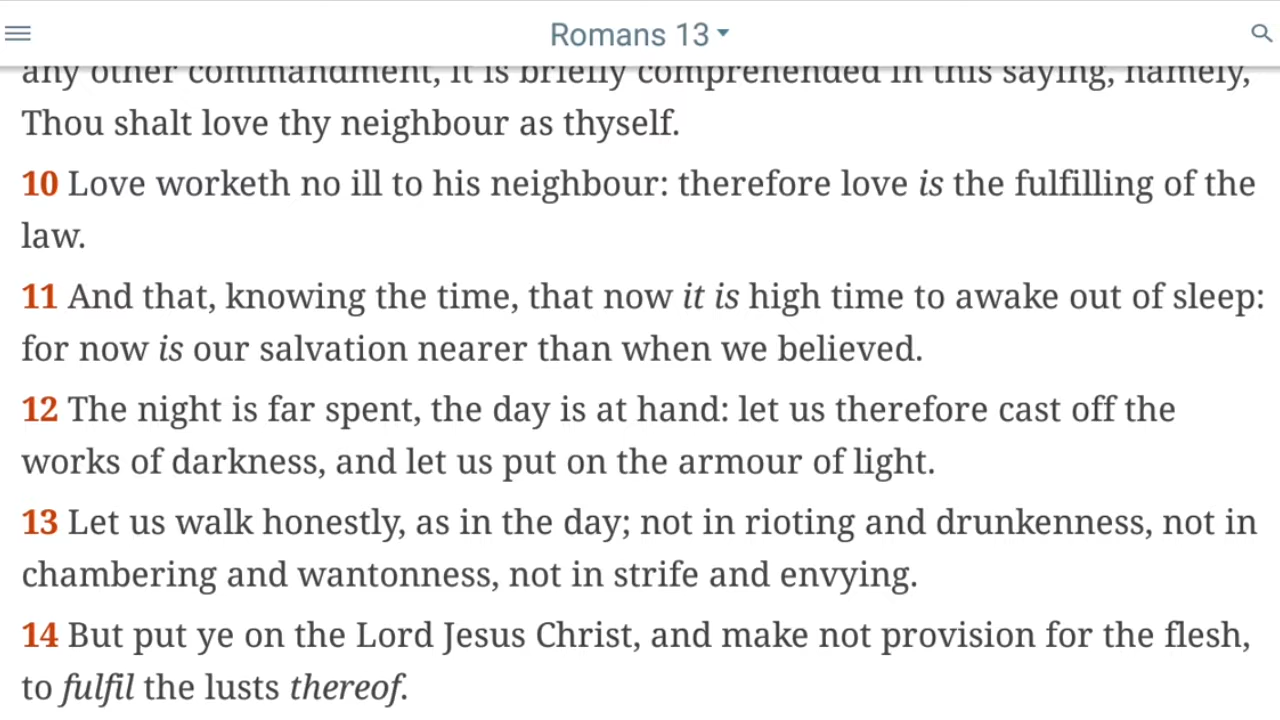 Romans 13
any other commandment, it is briefly comprehended in this saying, namely,
Thou shalt love thy neighbour as thyself.
10 Love worketh no ill to his neighbour: therefore love is the fulfilling of the
law.
11 And that, knowing the time, that now it is high time to awake out of sleep:
for now is our salvation nearer than when we believed.
12 The night is far spent, the day is at hand: let us therefore cast off the
works of darkness, and let us put on the armour of light.
13 Let us walk honestly, as in the day; not in rioting and drunkenness, not in
chambering and wantonness, not in strife and envying.
14 But put ye on the Lord Jesus Christ, and make not provision for the flesh,
to fulfil the lusts thereof.